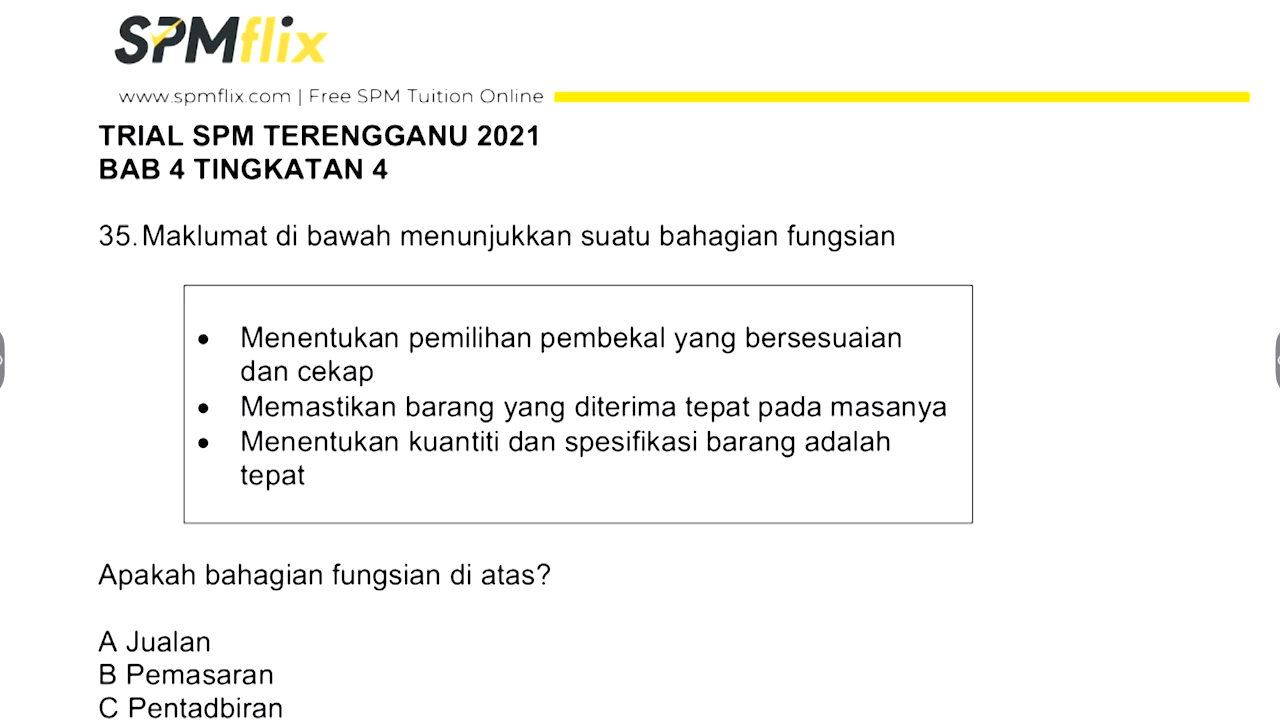 SPMflix
www.spmflix.com | Free SPM Tuition Online
TRIAL SPM TERENGGANU 2021
BAB 4 TINGKATAN 4
35. Maklumat di bawah menunjukkan suatu bahagian fungsian
• Menentukan pemilihan pembekal yang bersesuaian
dan cekap
• Memastikan barang yang diterima tepat pada masanya
• Menentukan kuantiti dan spesifikasi barang adalah
tepat
Apakah bahagian fungsian di atas?
A Jualan
B Pemasaran
C Pentadbiran